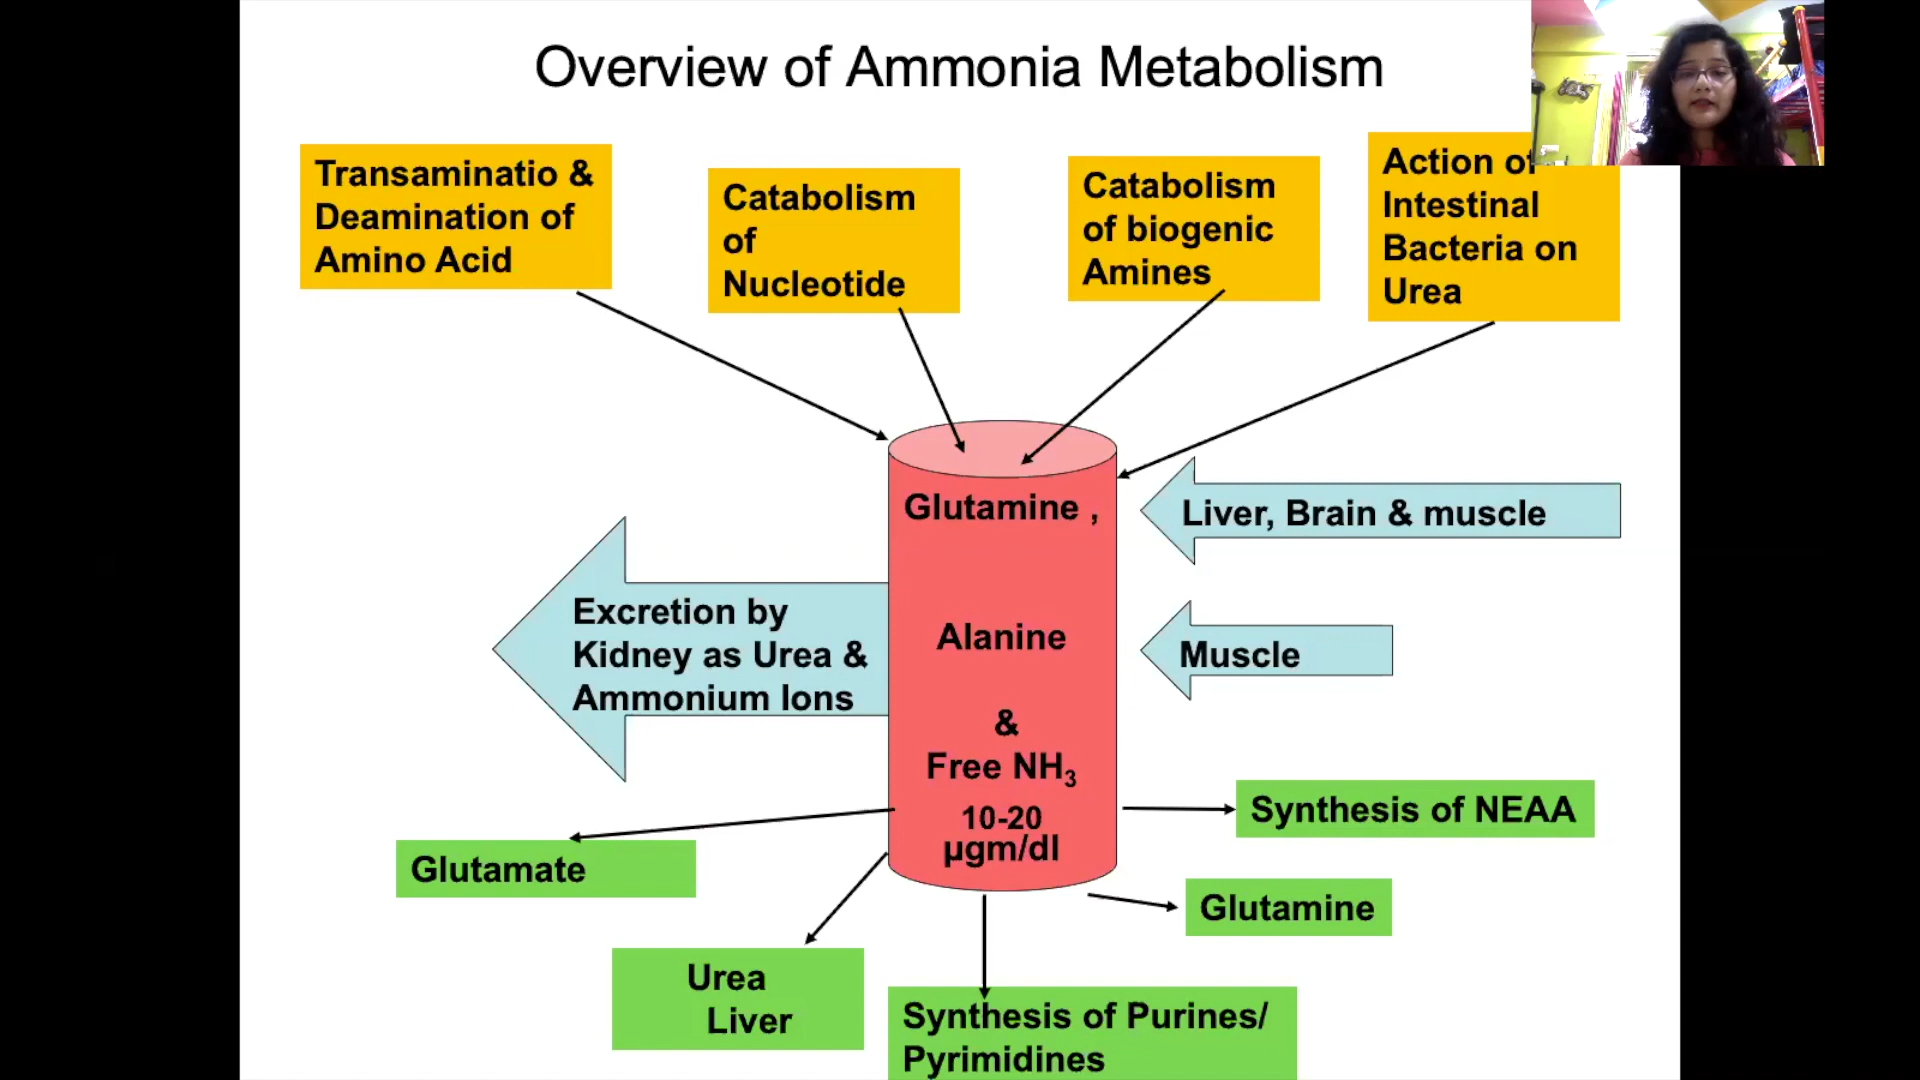 Overview of Ammonia Metabolism
Transaminatio &
Deamination of
Amino Acid
Catabolism
of
Nucleotide
Catabolism
of biogenic
Amines
Action of
Intestinal
Bacteria on
Urea
Glutamine ,
Alanine
&
Free NH₃
10-20
µgm/dl
Liver, Brain & muscle
Muscle
Excretion by
Kidney as Urea &
Ammonium Ions
Synthesis of NEAA
Glutamate
Glutamine
Urea
Liver
Synthesis of Purines/
Pyrimidines